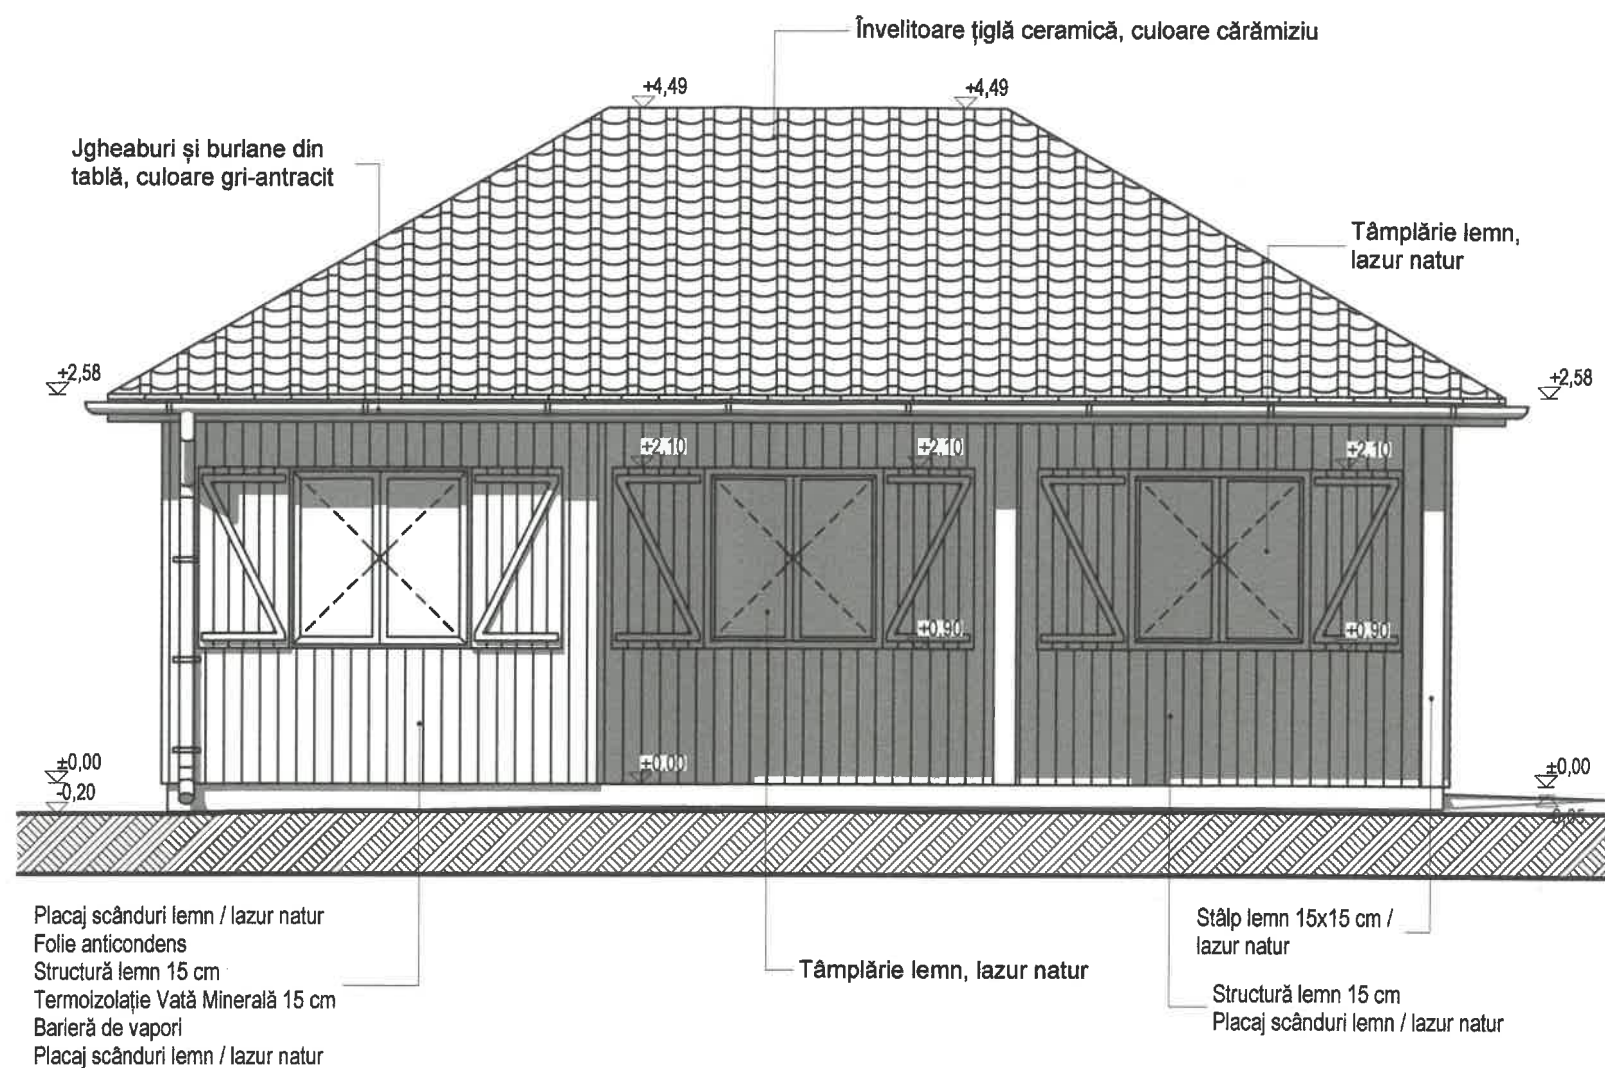 Învelitoare țiglă ceramică, culoare cărămiziu
+4,49
+4,49
Jgheaburi și burlane din
tablă, culoare gri-antracit
Tâmplărie lemn,
lazur natur
+2,58
+2,58
+2,10
+2,10
+2,10
+0,90
+0,90
±0,00
-0,20
±0,00
±0,00
Placaj scânduri lemn / lazur natur
Folie anticondens
Structură lemn 15 cm
Termoizolație Vată Minerală 15 cm
Barieră de vapori
Placaj scânduri lemn / lazur natur
Tâmplărie lemn, lazur natur
Stâlp lemn 15x15 cm /
lazur natur
Structură lemn 15 cm
Placaj scânduri lemn / lazur natur